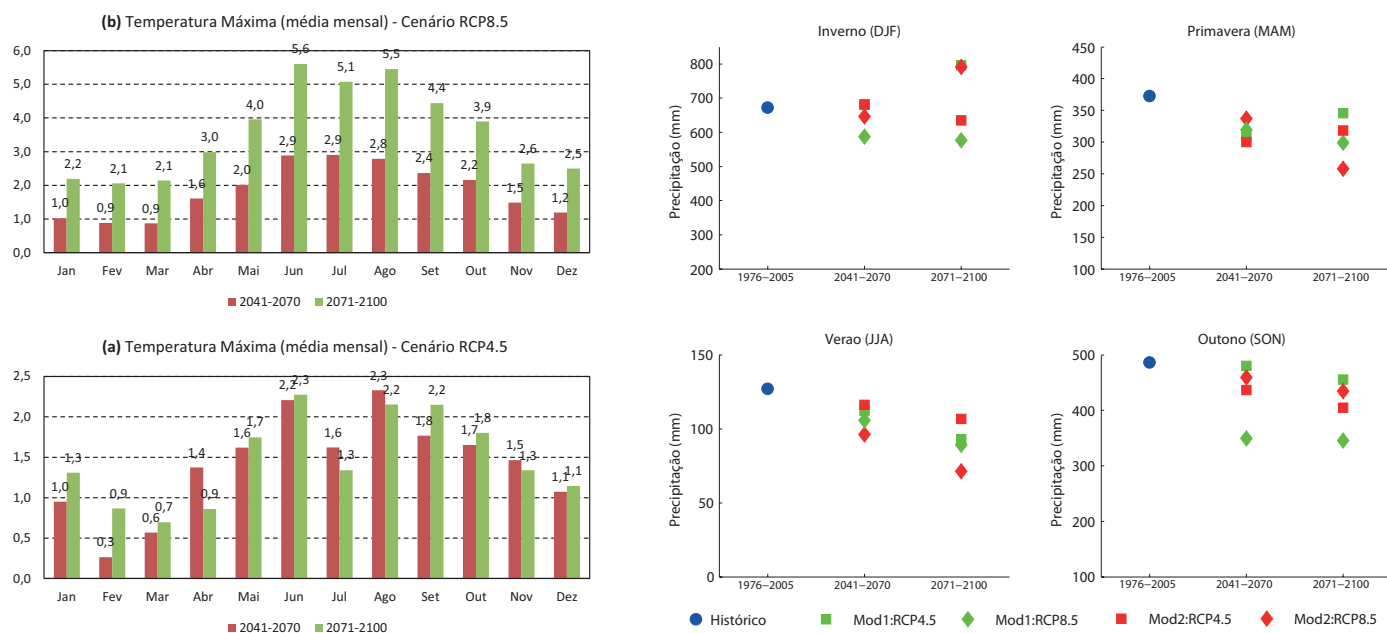 (b) Temperatura Máxima (média mensal) - Cenário RCP8.5
6,0
5,0
4,0
3,0
2,0
1,0
0,0
2,2 2,1 2,1 3,0 4,0 5,6 5,1 5,5 4,4 3,9 2,6 2,5
1,0 0,9 0,9 1,6 2,0 2,9 2,9 2,8 2,4 2,2 1,5 1,2
Jan Fev Mar Abr Mai Jun Jul Ago Set Out Nov Dez
2041-2070 2071-2100
(a) Temperatura Máxima (média mensal) - Cenário RCP4.5
2,5
2,0
1,5
1,0
0,5
0,0
1,0 0,3 0,6 1,4 1,6 2,2 1,6 2,3 1,8 1,7 1,5 1,1
1,3 0,9 0,7 0,9 1,7 2,3 1,3 2,2 2,2 1,8 1,3 1,1
Jan Fev Mar Abr Mai Jun Jul Ago Set Out Nov Dez
2041-2070 2071-2100
Inverno (DJF)
Precipitação (mm)
800
700
600
500
400
300
200
1976–2005 2041–2070 2071–2100
Primavera (MAM)
Precipitação (mm)
450
400
350
300
250
200
150
100
1976–2005 2041–2070 2071–2100
Verao (JJA)
Precipitação (mm)
150
100
50
0
1976–2005 2041–2070 2071–2100
Outono (SON)
Precipitação (mm)
500
400
300
200
100
1976–2005 2041–2070 2071–2100
Histórico Mod1:RCP4.5 Mod1:RCP8.5 Mod2:RCP4.5 Mod2:RCP8.5